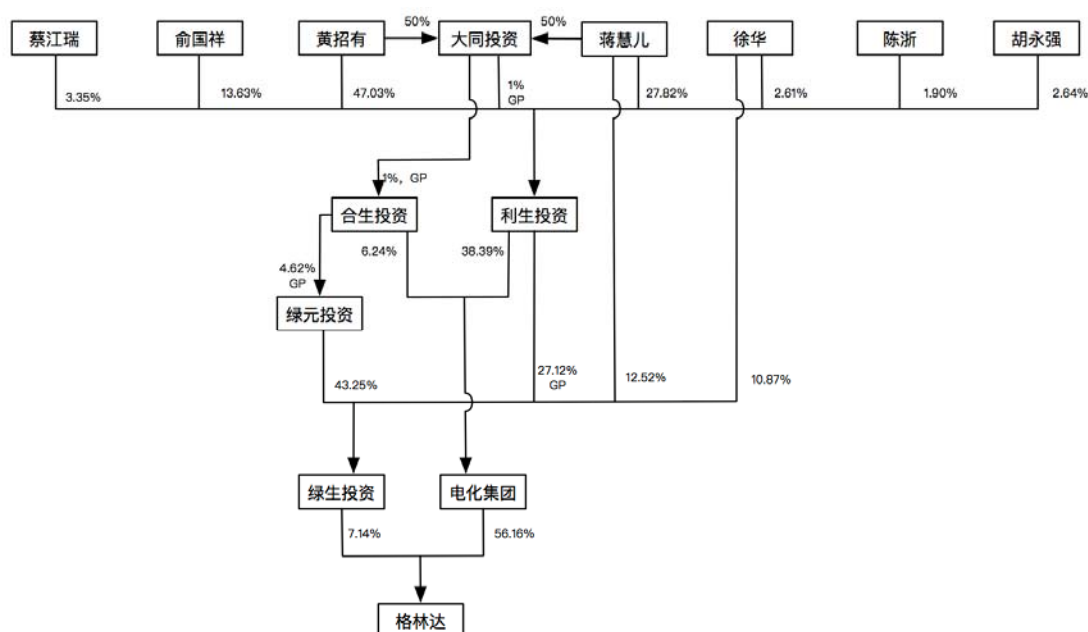 50%
50%
蔡江瑞
俞国祥
黄招有
大同投资
蒋慧儿
徐华
陈浙
胡永强
3.35%
13.63%
47.03%
1%
GP
27.82%
2.61%
1.90%
2.64%
1%，GP
合生投资
利生投资
6.24%
38.39%
4.62%
GP
绿元投资
43.25%
27.12%
GP
12.52%
10.87%
绿生投资
电化集团
7.14%
56.16%
格林达